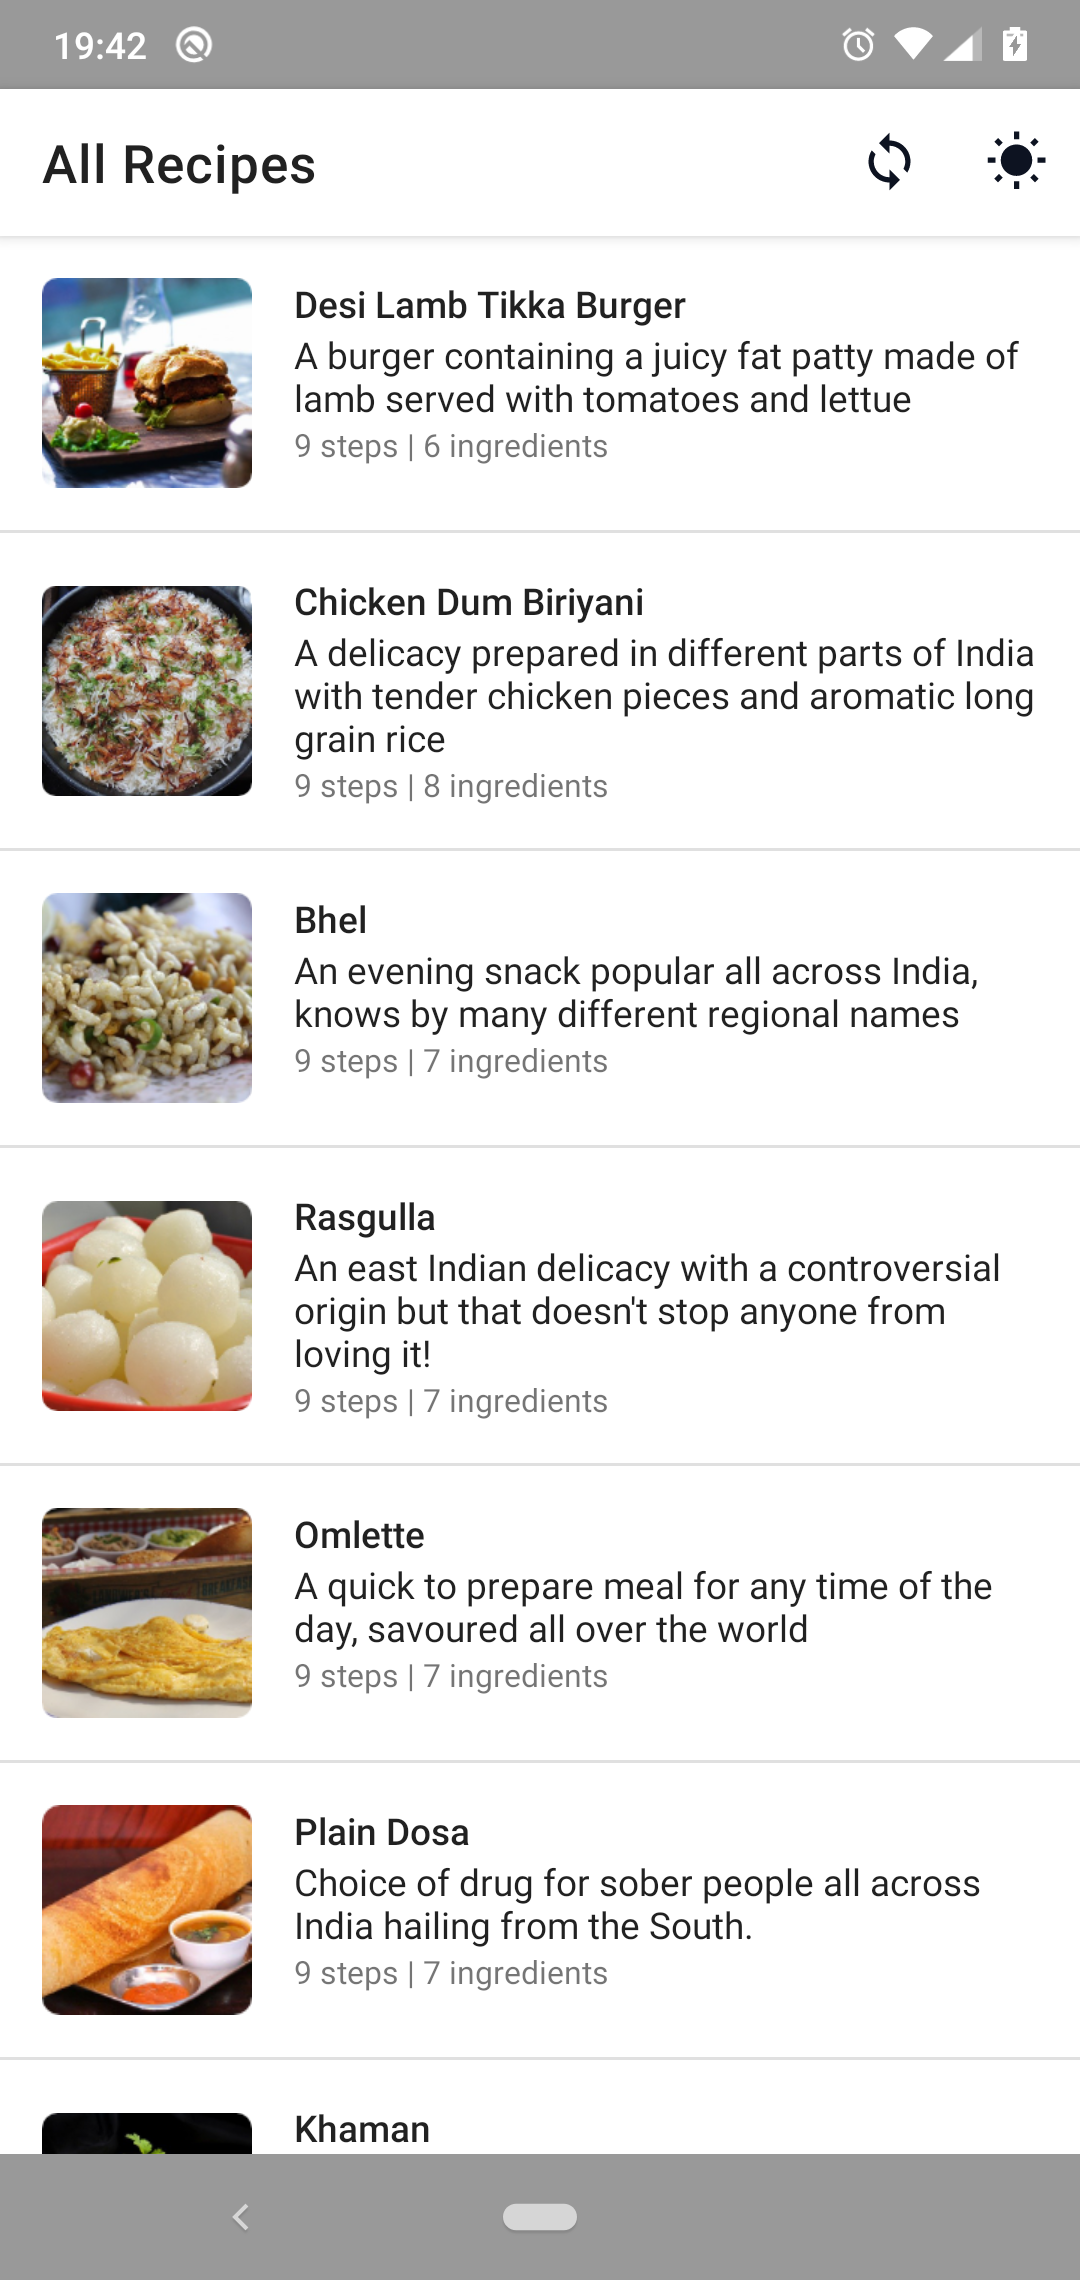 19:42
All Recipes
Desi Lamb Tikka Burger
A burger containing a juicy fat patty made of
lamb served with tomatoes and lettue
9 steps | 6 ingredients
Chicken Dum Biriyani
A delicacy prepared in different parts of India
with tender chicken pieces and aromatic long
grain rice
9 steps | 8 ingredients
Bhel
An evening snack popular all across India,
knows by many different regional names
9 steps | 7 ingredients
Rasgulla
An east Indian delicacy with a controversial
origin but that doesn't stop anyone from
loving it!
9 steps | 7 ingredients
Omlette
A quick to prepare meal for any time of the
day, savoured all over the world
9 steps | 7 ingredients
Plain Dosa
Choice of drug for sober people all across
India hailing from the South.
9 steps | 7 ingredients
Khaman